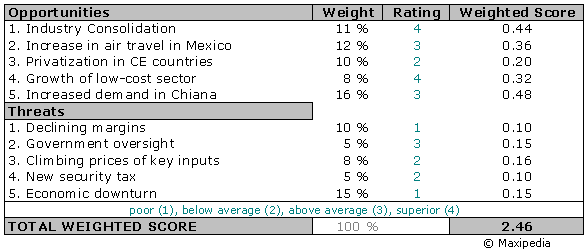 Opportunities Weight Rating Weighted Score
1. Industry Consolidation 11 % 4 0.44
2. Increase in air travel in Mexico 12 % 3 0.36
3. Privatization in CE countries 10 % 2 0.20
4. Growth of low-cost sector 8 % 4 0.32
5. Increased demand in Chiana 16 % 3 0.48
Threats
1. Declining margins 10 % 1 0.10
2. Government oversight 5 % 3 0.15
3. Climbing prices of key inputs 8 % 2 0.16
4. New security tax 5 % 2 0.10
5. Economic downturn 15 % 1 0.15
poor (1), below average (2), above average (3), superior (4)
TOTAL WEIGHTED SCORE 100 % 2.46
© Maxipedia